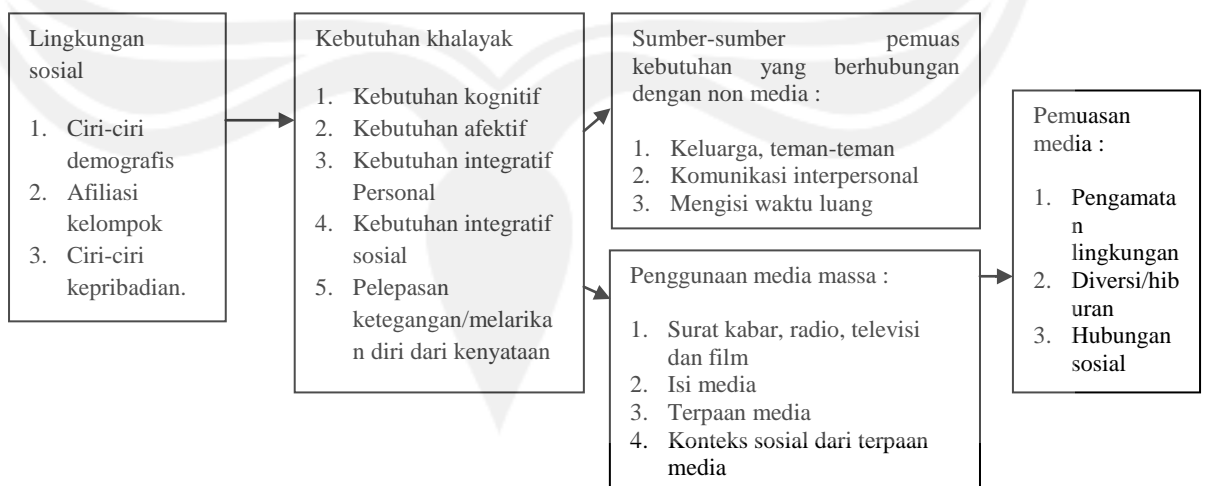 Lingkungan
sosial
1. Ciri-ciri
demografis
2. Afiliasi
kelompok
3. Ciri-ciri
kepribadian.
Kebutuhan khalayak
1. Kebutuhan kognitif
2. Kebutuhan afektif
3. Kebutuhan integratif
Personal
4. Kebutuhan integratif
sosial
5. Pelepasan
ketegangan/melarika
n diri dari kenyataan
Sumber-sumber pemuas
kebutuhan yang berhubungan
dengan non media :
1. Keluarga, teman-teman
2. Komunikasi interpersonal
3. Mengisi waktu luang
Penggunaan media massa :
1. Surat kabar, radio, televisi
dan film
2. Isi media
3. Terpaan media
4. Konteks sosial dari terpaan
media
Pemuasan
media :
1. Pengamata
n
lingkungan
2. Diversi/hib
uran
3. Hubungan
sosial